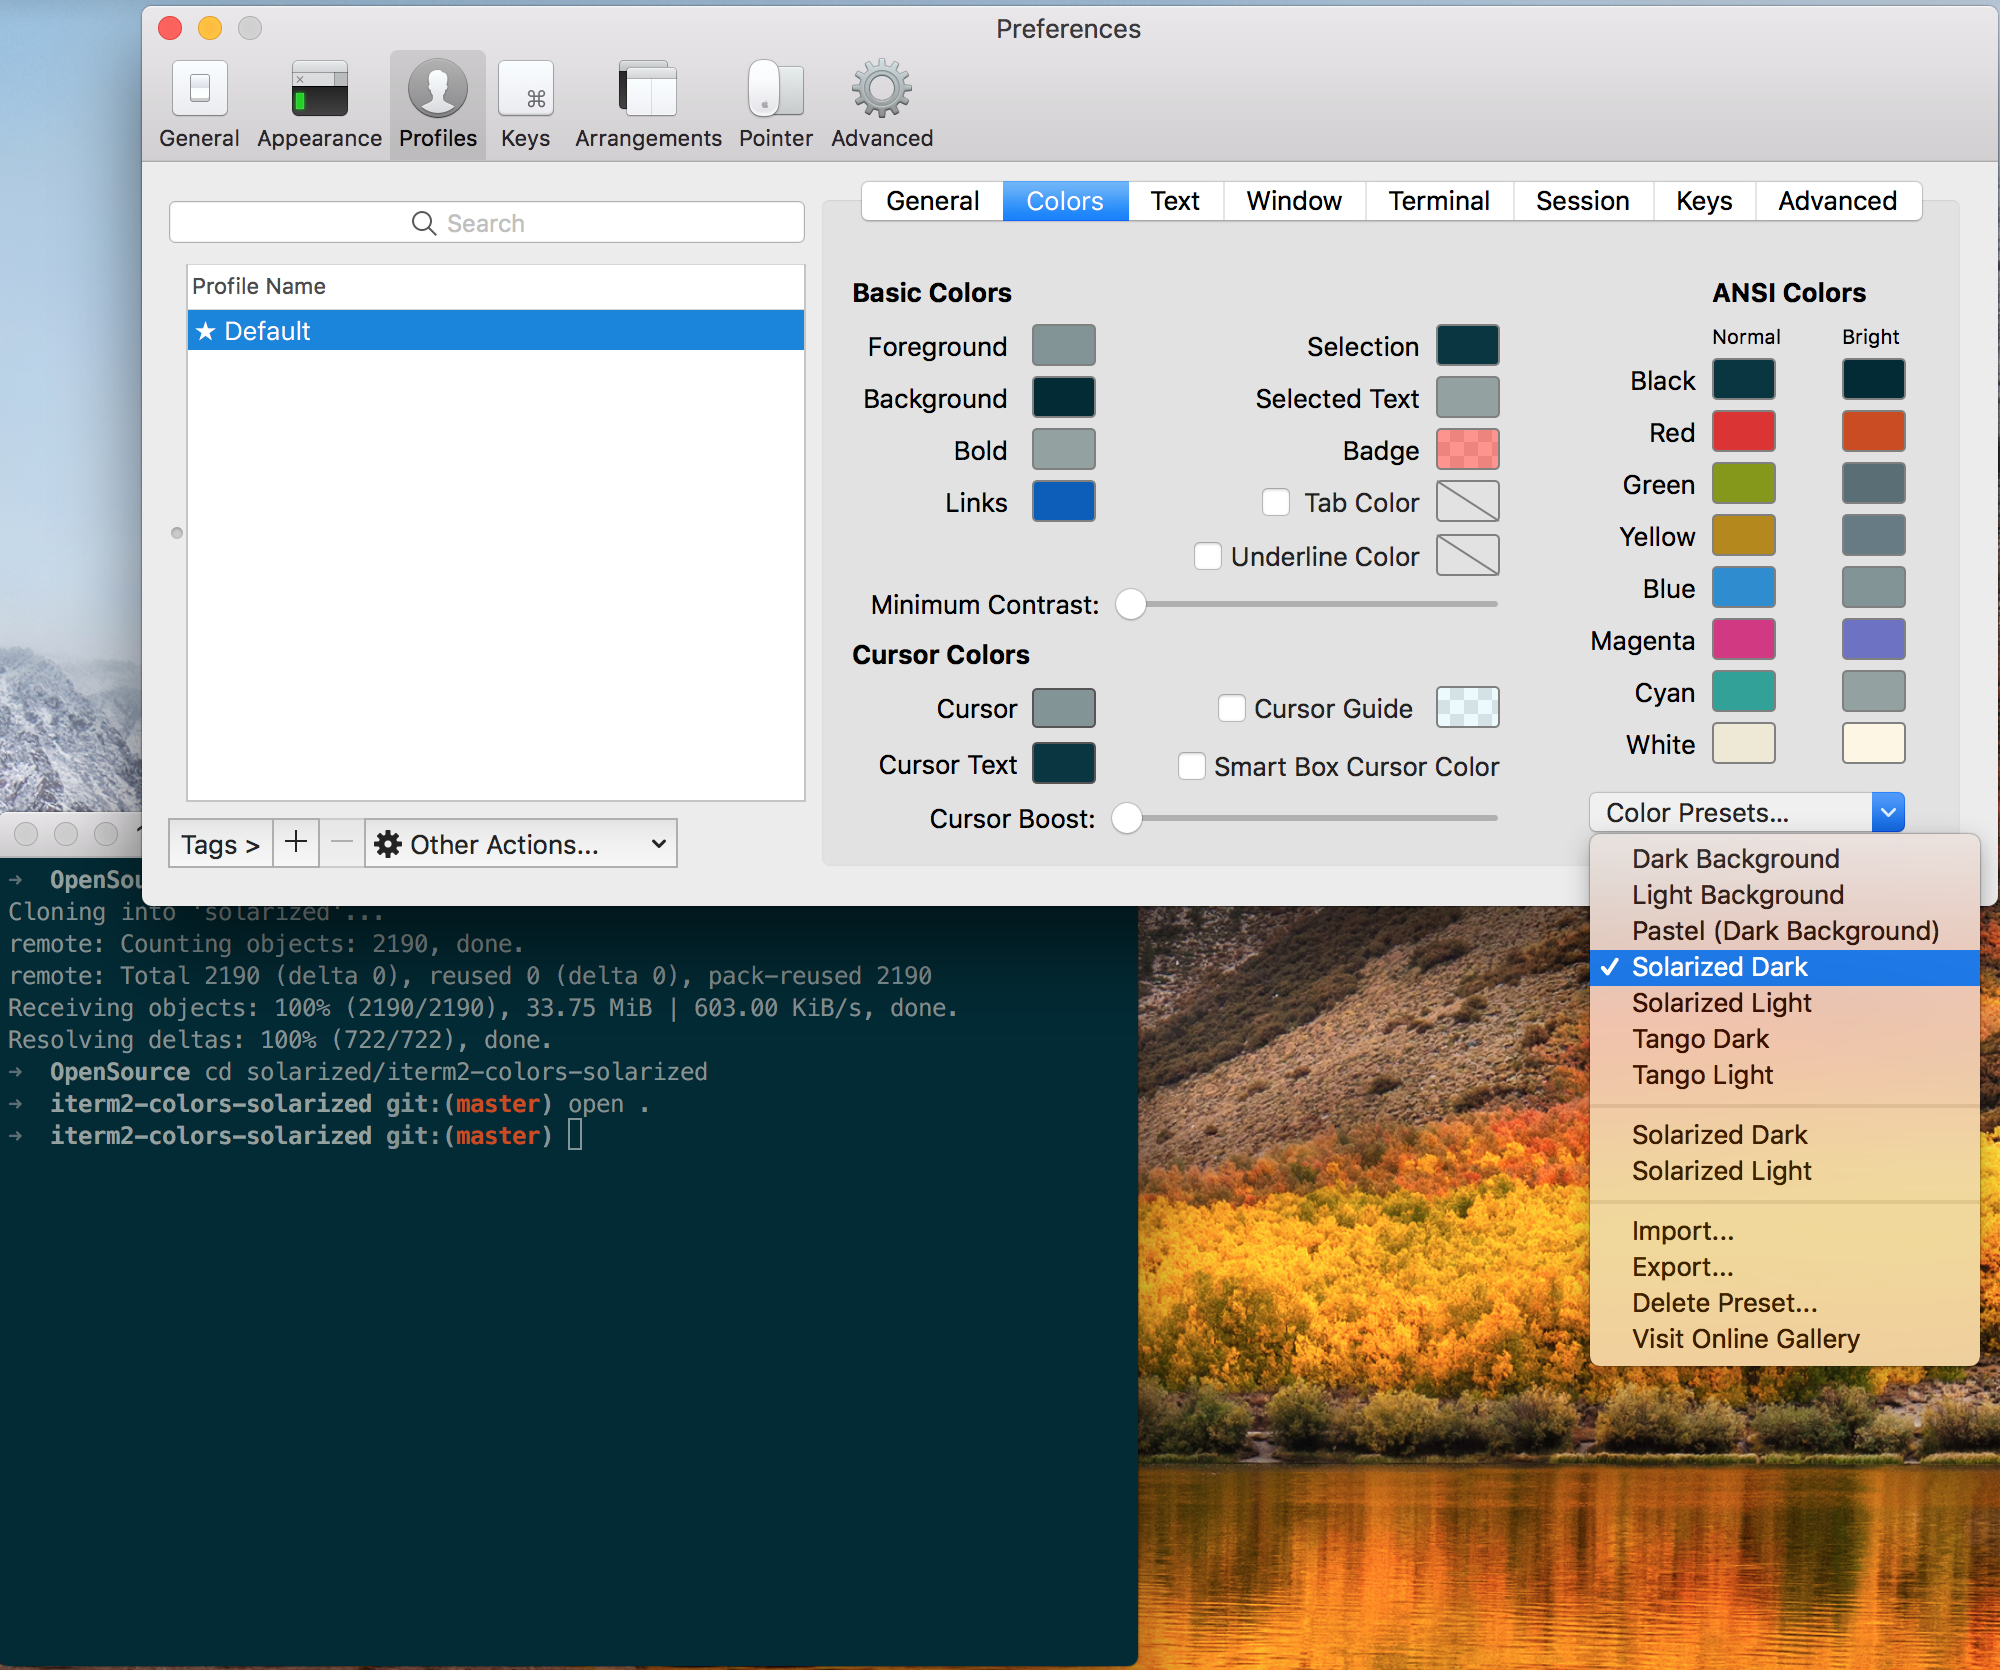 Preferences
General Appearance Profiles Keys Arrangements Pointer Advanced
General Colors Text Window Terminal Session Keys Advanced
Search
Profile Name
★ Default
Tags > + − Other Actions...
Basic Colors
Foreground
Background
Bold
Links
Selection
Selected Text
Badge
Tab Color
Underline Color
Minimum Contrast:
Cursor Colors
Cursor
Cursor Text
Cursor Guide
Smart Box Cursor Color
Cursor Boost:
ANSI Colors
Normal Bright
Black
Red
Green
Yellow
Blue
Magenta
Cyan
White
Color Presets...
Dark Background
Light Background
Pastel (Dark Background)
✓ Solarized Dark
Solarized Light
Tango Dark
Tango Light
Solarized Dark
Solarized Light
Import...
Export...
Delete Preset...
Visit Online Gallery
→ OpenSou
Cloning into 'solarized'...
remote: Counting objects: 2190, done.
remote: Total 2190 (delta 0), reused 0 (delta 0), pack-reused 2190
Receiving objects: 100% (2190/2190), 33.75 MiB | 603.00 KiB/s, done.
Resolving deltas: 100% (722/722), done.
→ OpenSource cd solarized/iterm2-colors-solarized
→ iterm2-colors-solarized git:(master) open .
→ iterm2-colors-solarized git:(master)